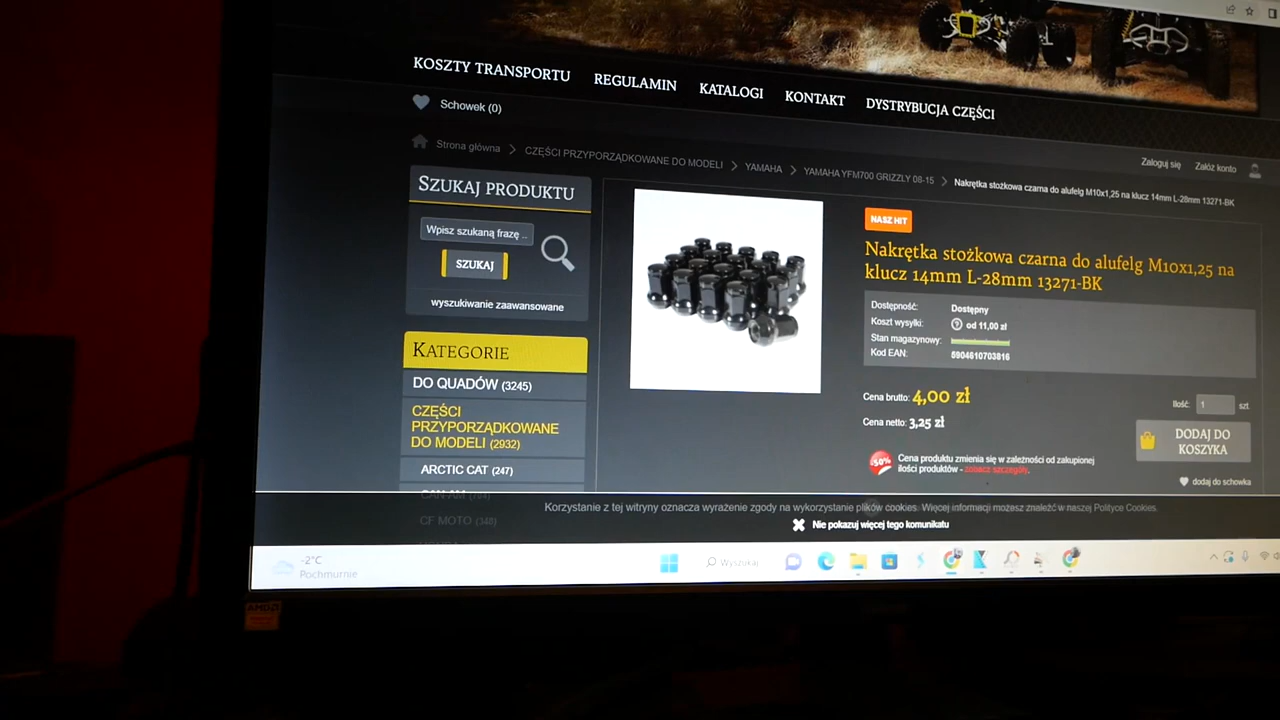 KOSZTY TRANSPORTU REGULAMIN KATALOGI KONTAKT DYSTRYBUCJA CZĘŚCI
Schowek (0)
Zaloguj się Załóż konto
Strona główna CZĘŚCI PRZYPORZĄDKOWANE DO MODELI YAMAHA YAMAHA YFM700 GRIZZLY 08-15 Nakrętka stożkowa czarna do alufelg M10x1,25 na klucz 14mm L-28mm 13271-BK
SZUKAJ PRODUKTU
Wpisz szukaną frazę ..
SZUKAJ
wyszukiwanie zaawansowane
KATEGORIE
DO QUADÓW (3245)
CZĘŚCI
PRZYPORZĄDKOWANE
DO MODELI (2932)
ARCTIC CAT (247)
CAN-AM
CF MOTO (340)
NASZ HIT
Nakrętka stożkowa czarna do alufelg M10x1,25 na
klucz 14mm L-28mm 13271-BK
Dostępność: Dostępny
Koszt wysyłki: od 11,00 zł
Stan magazynowy:
Kod EAN: 5904610703816
Cena brutto: 4,00 zł
Cena netto: 3,25 zł
Ilość: 1 szt.
DODAJ DO
KOSZYKA
dodaj do schowka
-50%
Cena produktu zmienia się w zależności od zakupionej
ilości produktów - zobacz szczegóły.
Korzystanie z tej witryny oznacza wyrażenie zgody na wykorzystanie plików cookies. Więcej informacji możesz znaleźć w naszej Polityce Cookies.
Nie pokazuj więcej tego komunikatu
-2°C
Pochmurnie
Wyszukaj
AMD